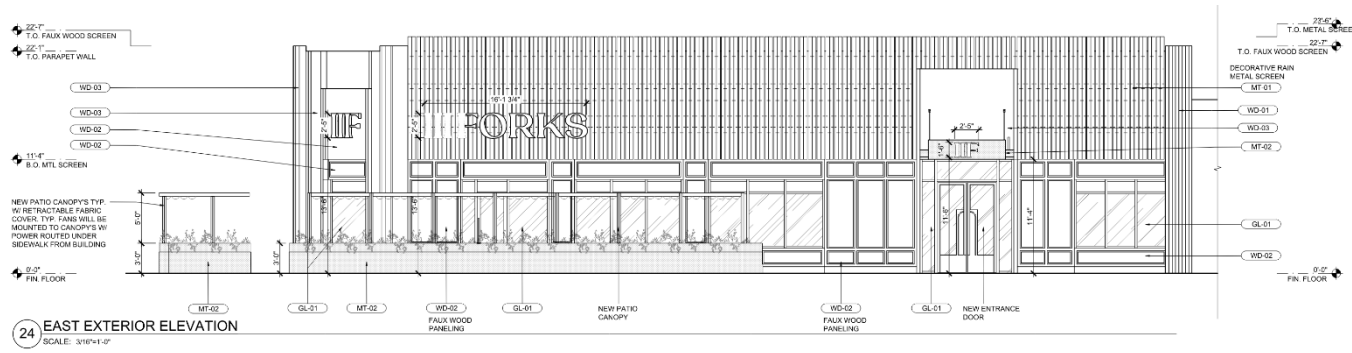 22'-7"
T.O. FAUX WOOD SCREEN
22'-1"
T.O. PARAPET WALL
WD-03
WD-03
WD-02
WD-02
11'-4"
B.O. MTL SCREEN
NEW PATIO CANOPY'S TYP.
W/ RETRACTABLE FABRIC
COVER. TYP. FANS WILL BE
MOUNTED TO CANOPY'S W/
POWER ROUTED UNDER
SIDEWALK FROM BUILDING
0'-0"
FIN. FLOOR
5'-0"
3'-0"
3'-0"
2'-5"
13'-6"
16'-1 3/4"
2'-5"
FORKS
13'-6"
2'-5"
1'-6"
11'-6"
11'-4"
23'-6"
T.O. METAL SCREE
22'-7"
T.O. FAUX WOOD SCREEN
DECORATIVE RAIN
METAL SCREEN
MT-01
WD-01
WD-03
MT-02
GL-01
WD-02
0'-0"
FIN. FLOOR
MT-02
GL-01
MT-02
WD-02
FAUX WOOD
PANELING
GL-01
NEW PATIO
CANOPY
WD-02
FAUX WOOD
PANELING
GL-01
NEW ENTRANCE
DOOR
24
EAST EXTERIOR ELEVATION
SCALE: 3/16"=1'-0"